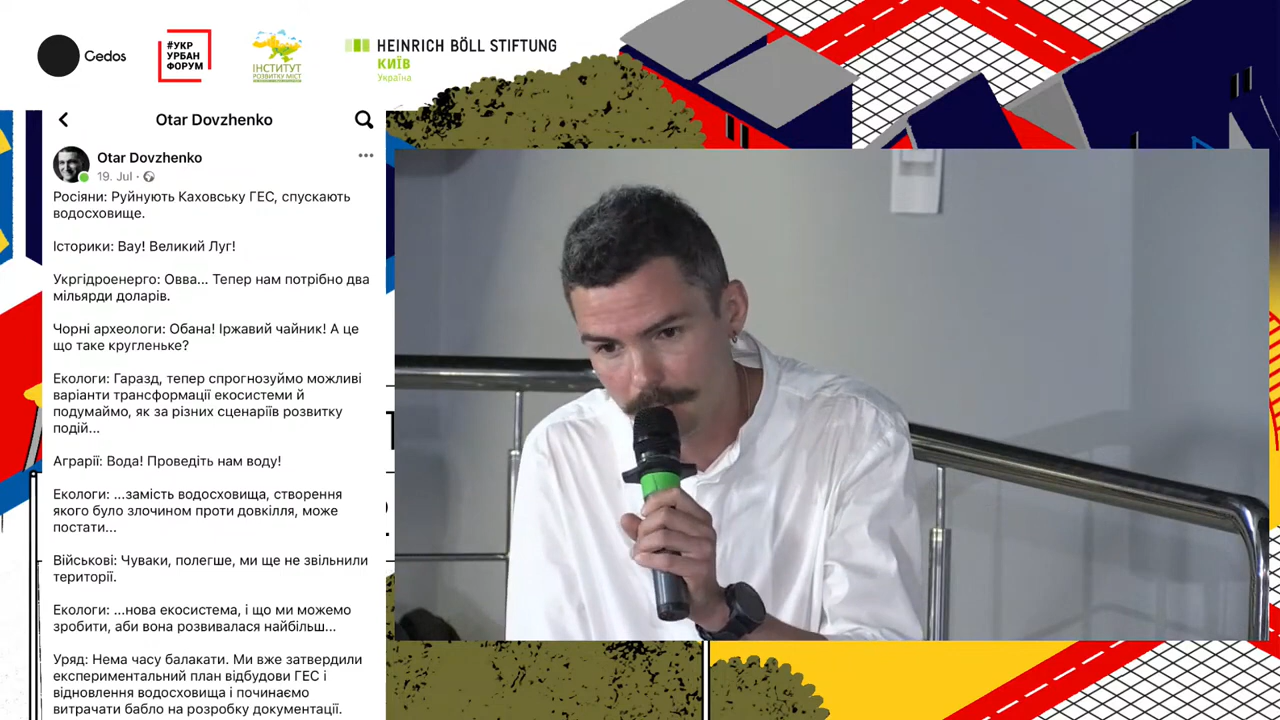 Cedos
#УКР
УРБАН
ФОРУМ
ІНСТИТУТ
РОЗВИТКУ МІСТ
HEINRICH BÖLL STIFTUNG
КИЇВ
Україна
Otar Dovzhenko
Otar Dovzhenko
19. Jul ·
Росіяни: Руйнують Каховську ГЕС, спускають
водосховище.
Історики: Вау! Великий Луг!
Укргідроенерго: Овва... Тепер нам потрібно два
мільярди доларів.
Чорні археологи: Обана! Іржавий чайник! А це
що таке кругленьке?
Екологи: Гаразд, тепер спрогнозуймо можливі
варіанти трансформації екосистеми й
подумаймо, як за різних сценаріїв розвитку
подій...
Аграрії: Вода! Проведіть нам воду!
Екологи: ...замість водосховища, створення
якого було злочином проти довкілля, може
постати...
Військові: Чуваки, полегше, ми ще не звільнили
території.
Екологи: ...нова екосистема, і що ми можемо
зробити, аби вона розвивалася найбільш...
Уряд: Нема часу балакати. Ми вже затвердили
експериментальний план відбудови ГЕС і
відновлення водосховища і починаємо
витрачати бабло на розробку документації.